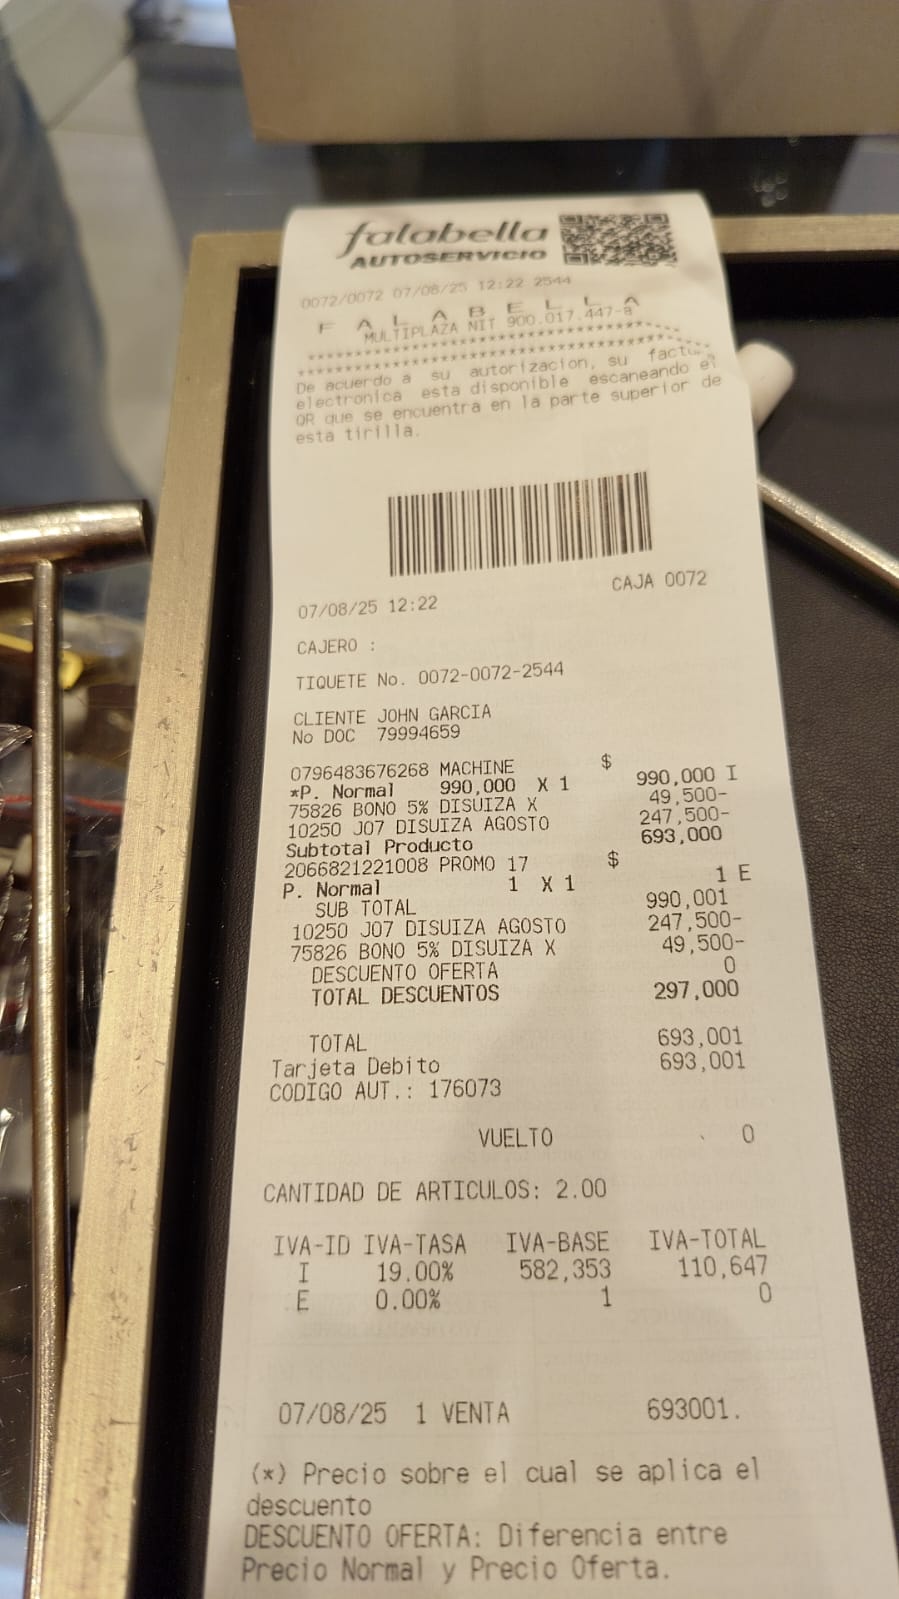 falabella
AUTOSERVICIO
0072/0072 07/08/25 12:22 2544
F A L A B E L L A
MULTIPLAZA NIT 900.017.447-8
****************************************
****************************************
De acuerdo a su autorizacion, su factura
electronica esta disponible escaneando el
QR que se encuentra en la parte superior de
esta tirilla.
CAJA 0072
07/08/25 12:22
CAJERO :
TIQUETE No. 0072-0072-2544
CLIENTE JOHN GARCIA
No DOC 79994659
0796483676268 MACHINE $
*P. Normal 990,000 X 1 990,000 I
75826 BONO 5% DISUIZA X 49,500-
10250 J07 DISUIZA AGOSTO 247,500-
Subtotal Producto 693,000
2066821221008 PROMO 17 $
P. Normal 1 X 1 1 E
SUB TOTAL 990,001
10250 J07 DISUIZA AGOSTO 247,500-
75826 BONO 5% DISUIZA X 49,500-
DESCUENTO OFERTA 0
TOTAL DESCUENTOS 297,000
TOTAL 693,001
Tarjeta Debito 693,001
CODIGO AUT.: 176073
VUELTO 0
CANTIDAD DE ARTICULOS: 2.00
IVA-ID IVA-TASA IVA-BASE IVA-TOTAL
I 19.00% 582,353 110,647
E 0.00% 1 0
07/08/25 1 VENTA 693001.
(*) Precio sobre el cual se aplica el
descuento
DESCUENTO OFERTA: Diferencia entre
Precio Normal y Precio Oferta.